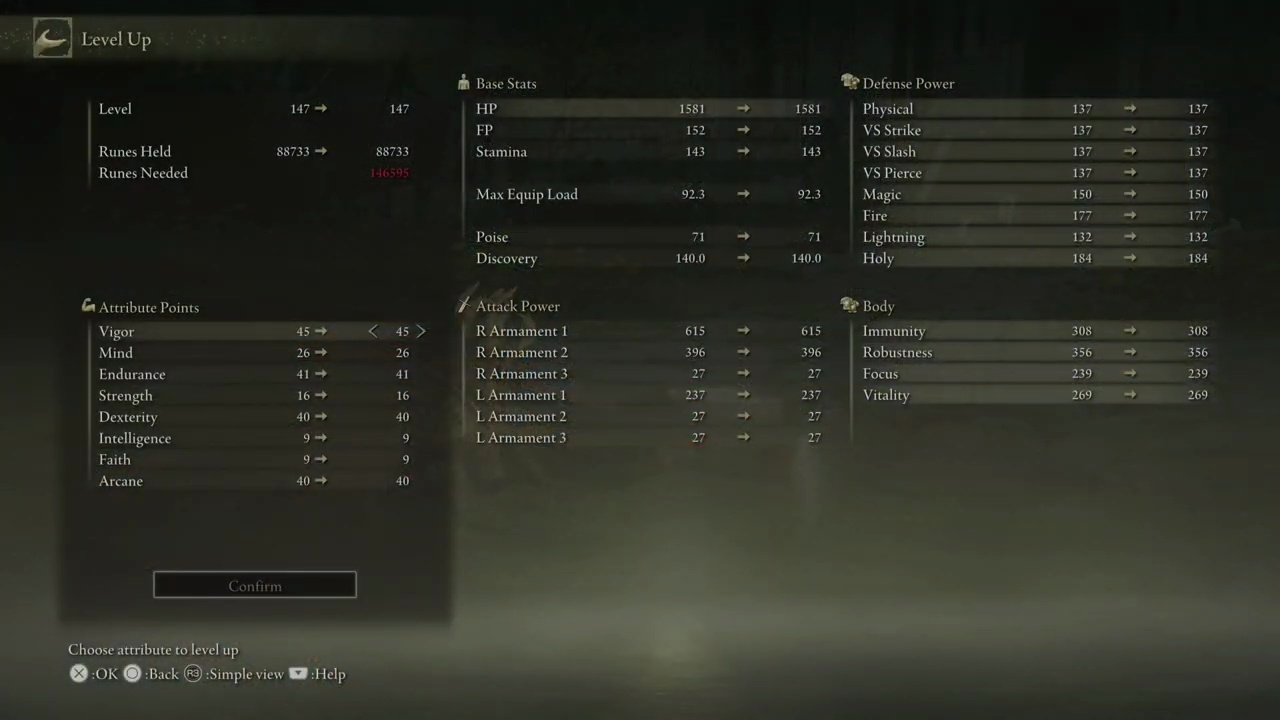 Level Up
Level 147 → 147
Runes Held 88733 → 88733
Runes Needed 146595
Attribute Points
Vigor 45 → < 45 >
Mind 26 → 26
Endurance 41 → 41
Strength 16 → 16
Dexterity 40 → 40
Intelligence 9 → 9
Faith 9 → 9
Arcane 40 → 40
Confirm
Base Stats
HP 1581 → 1581
FP 152 → 152
Stamina 143 → 143
Max Equip Load 92.3 → 92.3
Poise 71 → 71
Discovery 140.0 → 140.0
Attack Power
R Armament 1 615 → 615
R Armament 2 396 → 396
R Armament 3 27 → 27
L Armament 1 237 → 237
L Armament 2 27 → 27
L Armament 3 27 → 27
Defense Power
Physical 137 → 137
VS Strike 137 → 137
VS Slash 137 → 137
VS Pierce 137 → 137
Magic 150 → 150
Fire 177 → 177
Lightning 132 → 132
Holy 184 → 184
Body
Immunity 308 → 308
Robustness 356 → 356
Focus 239 → 239
Vitality 269 → 269
Choose attribute to level up
:OK :Back R3 :Simple view :Help